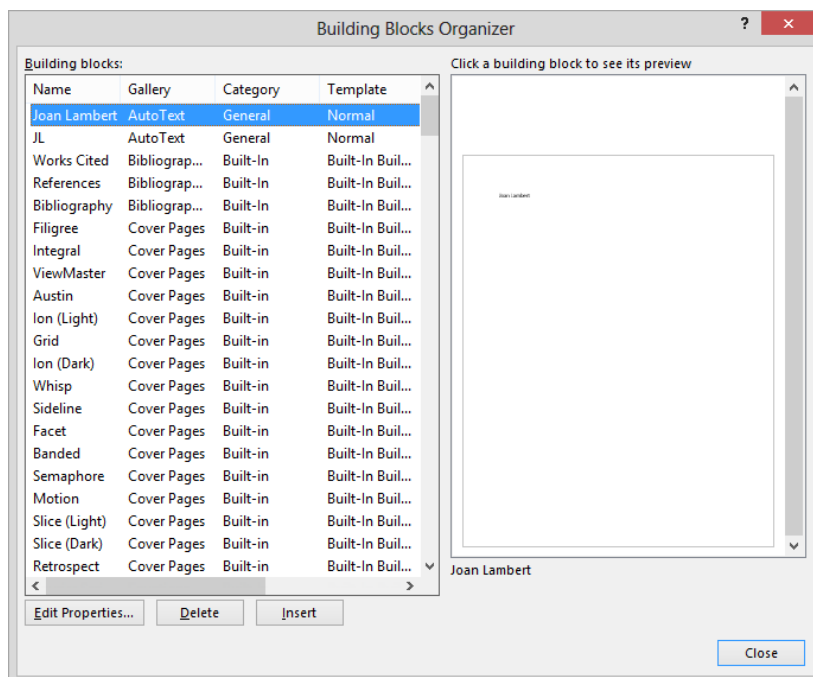 Building Blocks Organizer
?
Building blocks:
Click a building block to see its preview
Name Gallery Category Template
Joan Lambert AutoText General Normal
JL AutoText General Normal
Works Cited Bibliograp... Built-In Built-In Buil...
References Bibliograp... Built-In Built-In Buil...
Bibliography Bibliograp... Built-In Built-In Buil...
Filigree Cover Pages Built-in Built-In Buil...
Integral Cover Pages Built-in Built-In Buil...
ViewMaster Cover Pages Built-in Built-In Buil...
Austin Cover Pages Built-in Built-In Buil...
Ion (Light) Cover Pages Built-in Built-In Buil...
Grid Cover Pages Built-in Built-In Buil...
Ion (Dark) Cover Pages Built-in Built-In Buil...
Whisp Cover Pages Built-in Built-In Buil...
Sideline Cover Pages Built-in Built-In Buil...
Facet Cover Pages Built-in Built-In Buil...
Banded Cover Pages Built-in Built-In Buil...
Semaphore Cover Pages Built-in Built-In Buil...
Motion Cover Pages Built-in Built-In Buil...
Slice (Light) Cover Pages Built-in Built-In Buil...
Slice (Dark) Cover Pages Built-in Built-In Buil...
Retrospect Cover Pages Built-in Built-In Buil...
Joan Lambert
Joan Lambert
Edit Properties... Delete Insert
Close